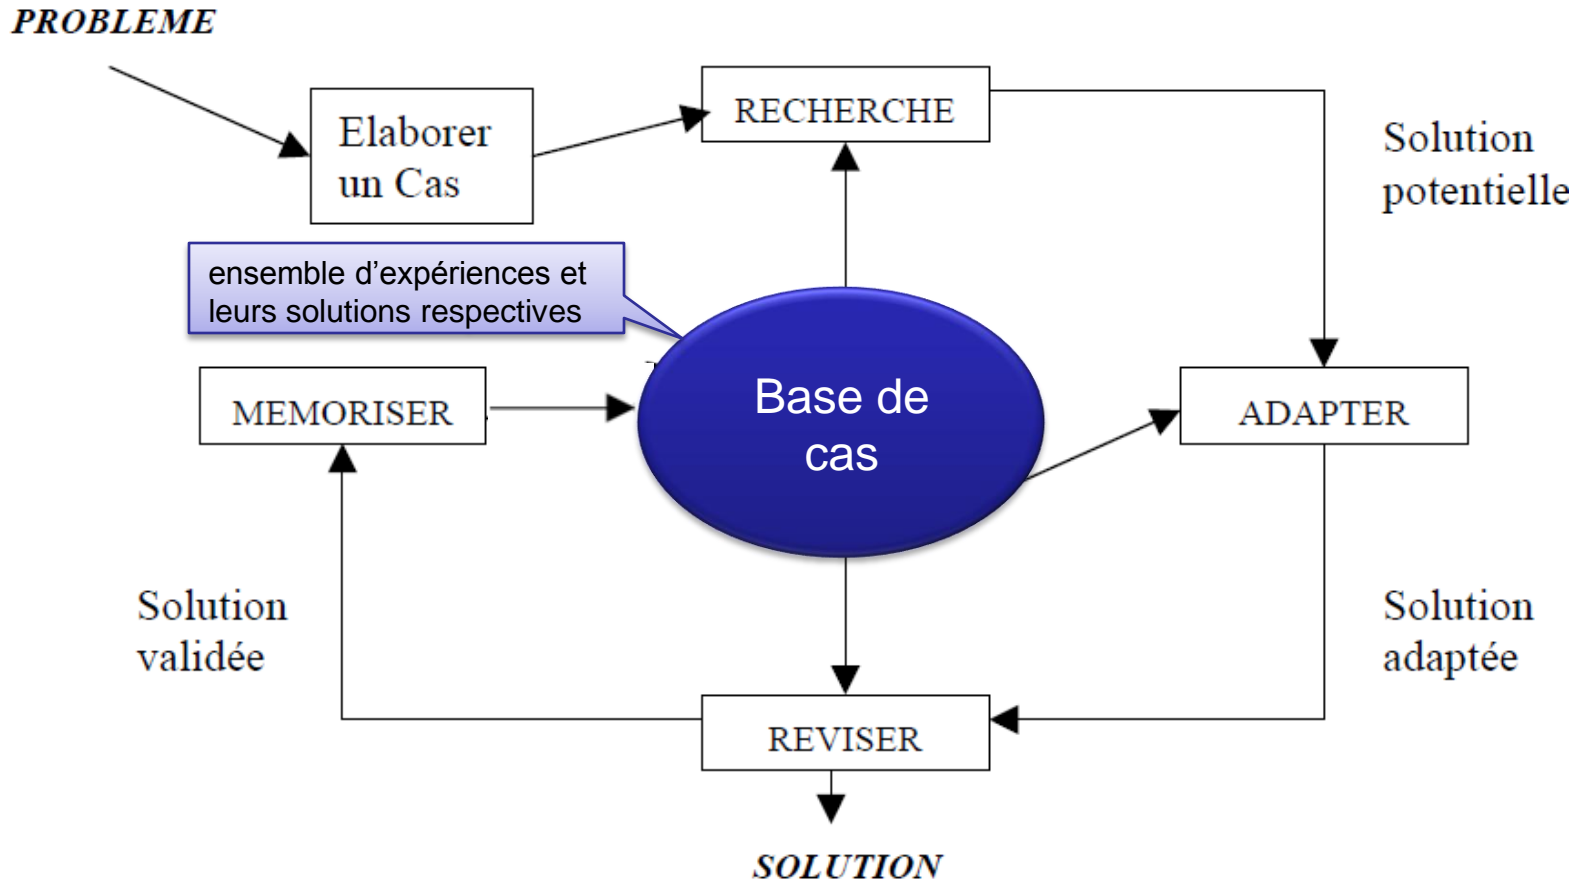 PROBLEME
Elaborer
un Cas
RECHERCHE
Solution
potentielle
ensemble d’expériences et
leurs solutions respectives
Base de
cas
MEMORISER
ADAPTER
Solution
validée
Solution
adaptée
REVISER
SOLUTION